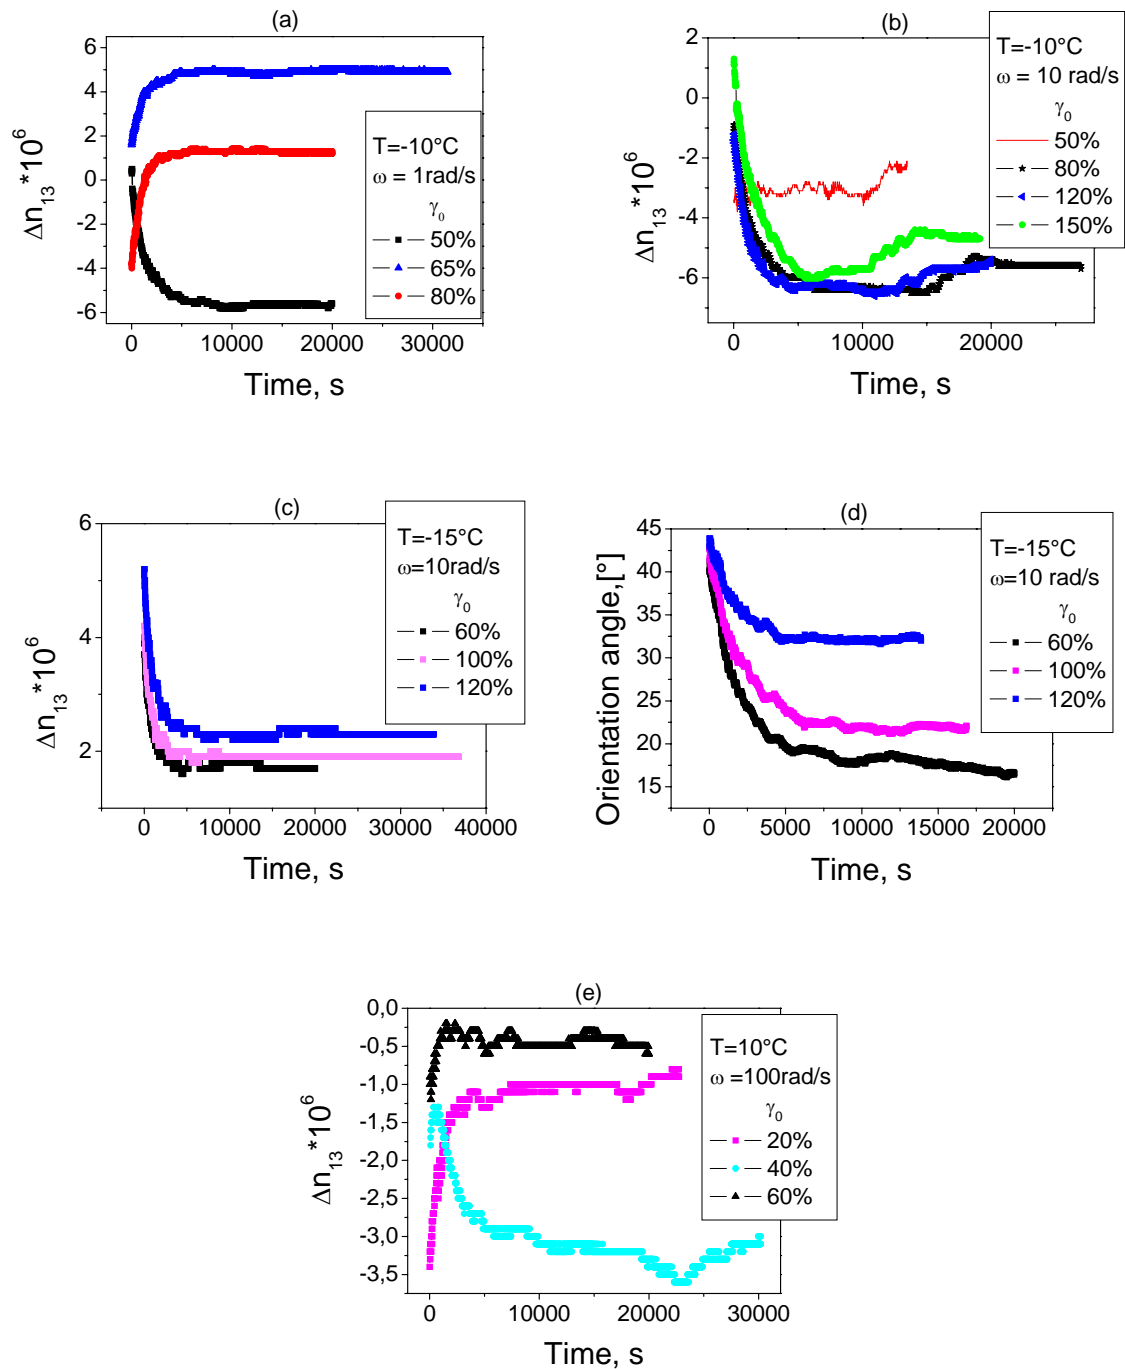 (a)
6
4
2
0
-2
-4
-6
Δn13*10^6
0 10000 20000 30000
Time, s
T=-10°C
ω = 1rad/s
γ0
50%
65%
80%
(b)
2
0
-2
-4
-6
Δn13*10^6
0 10000 20000
Time, s
T=-10°C
ω = 10 rad/s
γ0
50%
80%
120%
150%
(c)
6
4
2
Δn13*10^6
0 10000 20000 30000 40000
Time, s
T=-15°C
ω=10rad/s
γ0
60%
100%
120%
(d)
45
40
35
30
25
20
15
Orientation angle,[°]
0 5000 10000 15000 20000
Time, s
T=-15°C
ω=10 rad/s
γ0
60%
100%
120%
(e)
0,0
-0,5
-1,0
-1,5
-2,0
-2,5
-3,0
-3,5
Δn13*10^6
0 10000 20000 30000
Time, s
T=10°C
ω =100rad/s
γ0
20%
40%
60%